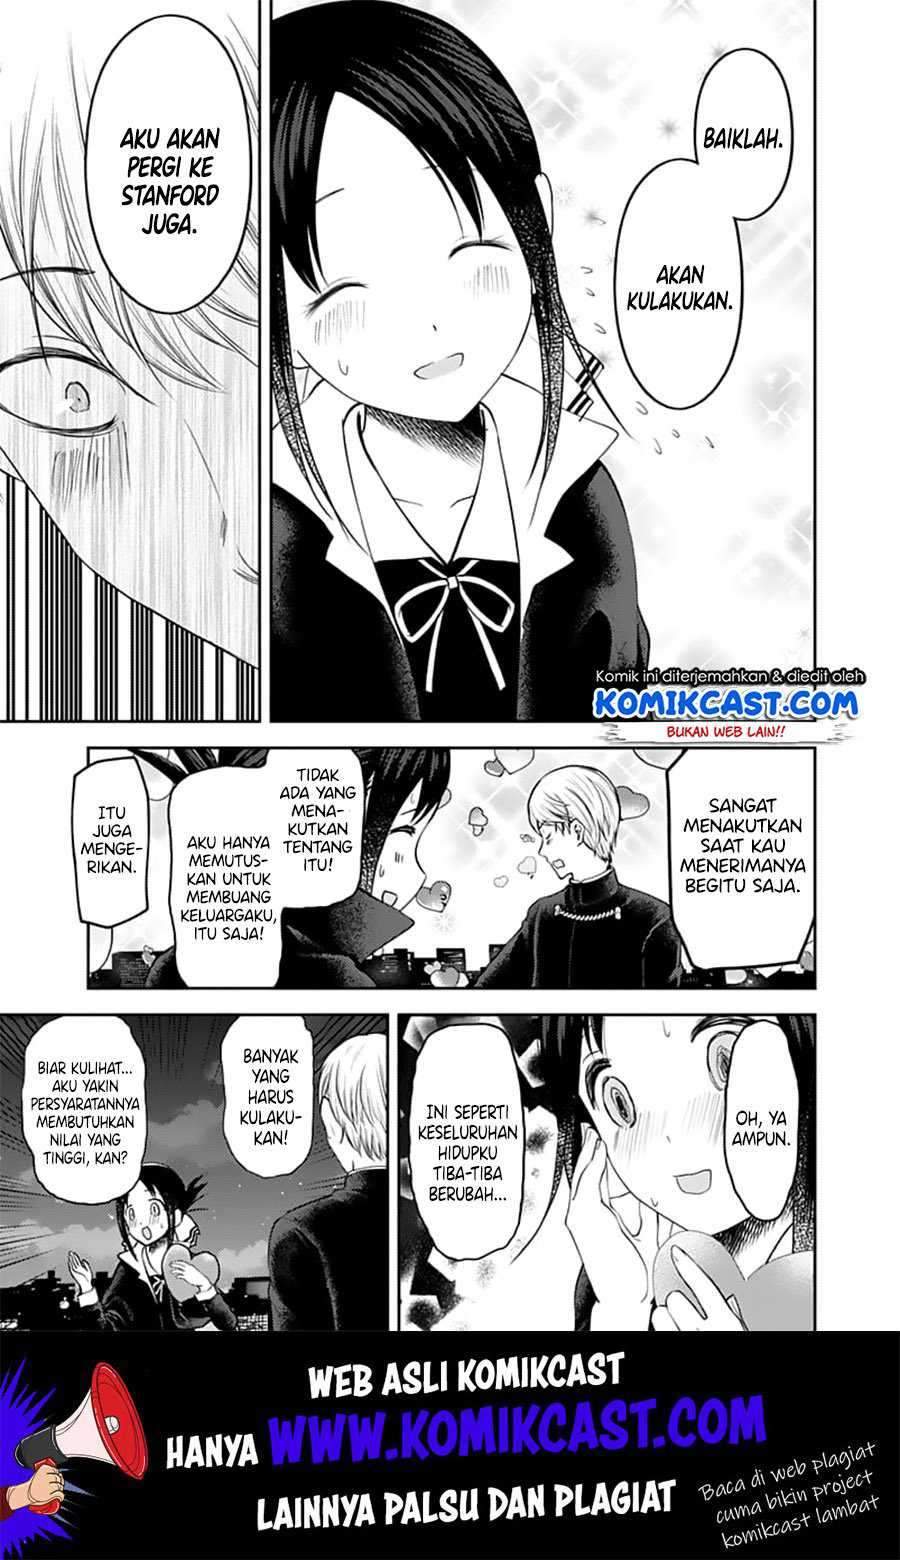 BAIKLAH.
AKAN
KULAKUKAN.
AKU AKAN
PERGI KE
STANFORD
JUGA.
Komik ini diterjemahkan & diedit oleh
KOMIKCAST.COM
BUKAN WEB LAIN!!
SANGAT
MENAKUTKAN
SAAT KAU
MENERIMANYA
BEGITU SAJA.
TIDAK
ADA YANG
MENA-
KUTKAN
TENTANG
ITU!
AKU HANYA
MEMUTUS-
KAN UNTUK
MEMBUANG
KELUARGAKU,
ITU SAJA!
ITU
JUGA
MENGE-
RIKAN.
OH, YA
AMPUN.
INI SEPERTI
KESELURUHAN
HIDUPKU
TIBA-TIBA
BERUBAH...
BANYAK
YANG
HARUS
KULAKU-
KAN!
BIAR KULIHAT...
AKU YAKIN
PERSYARATANNYA
MEMBUTUHKAN
NILAI YANG
TINGGI, KAN?
WEB ASLI KOMIKCAST
HANYA WWW.KOMIKCAST.COM
LAINNYA PALSU DAN PLAGIAT
Baca di web plagiat
cuma bikin project
komikcast lambat